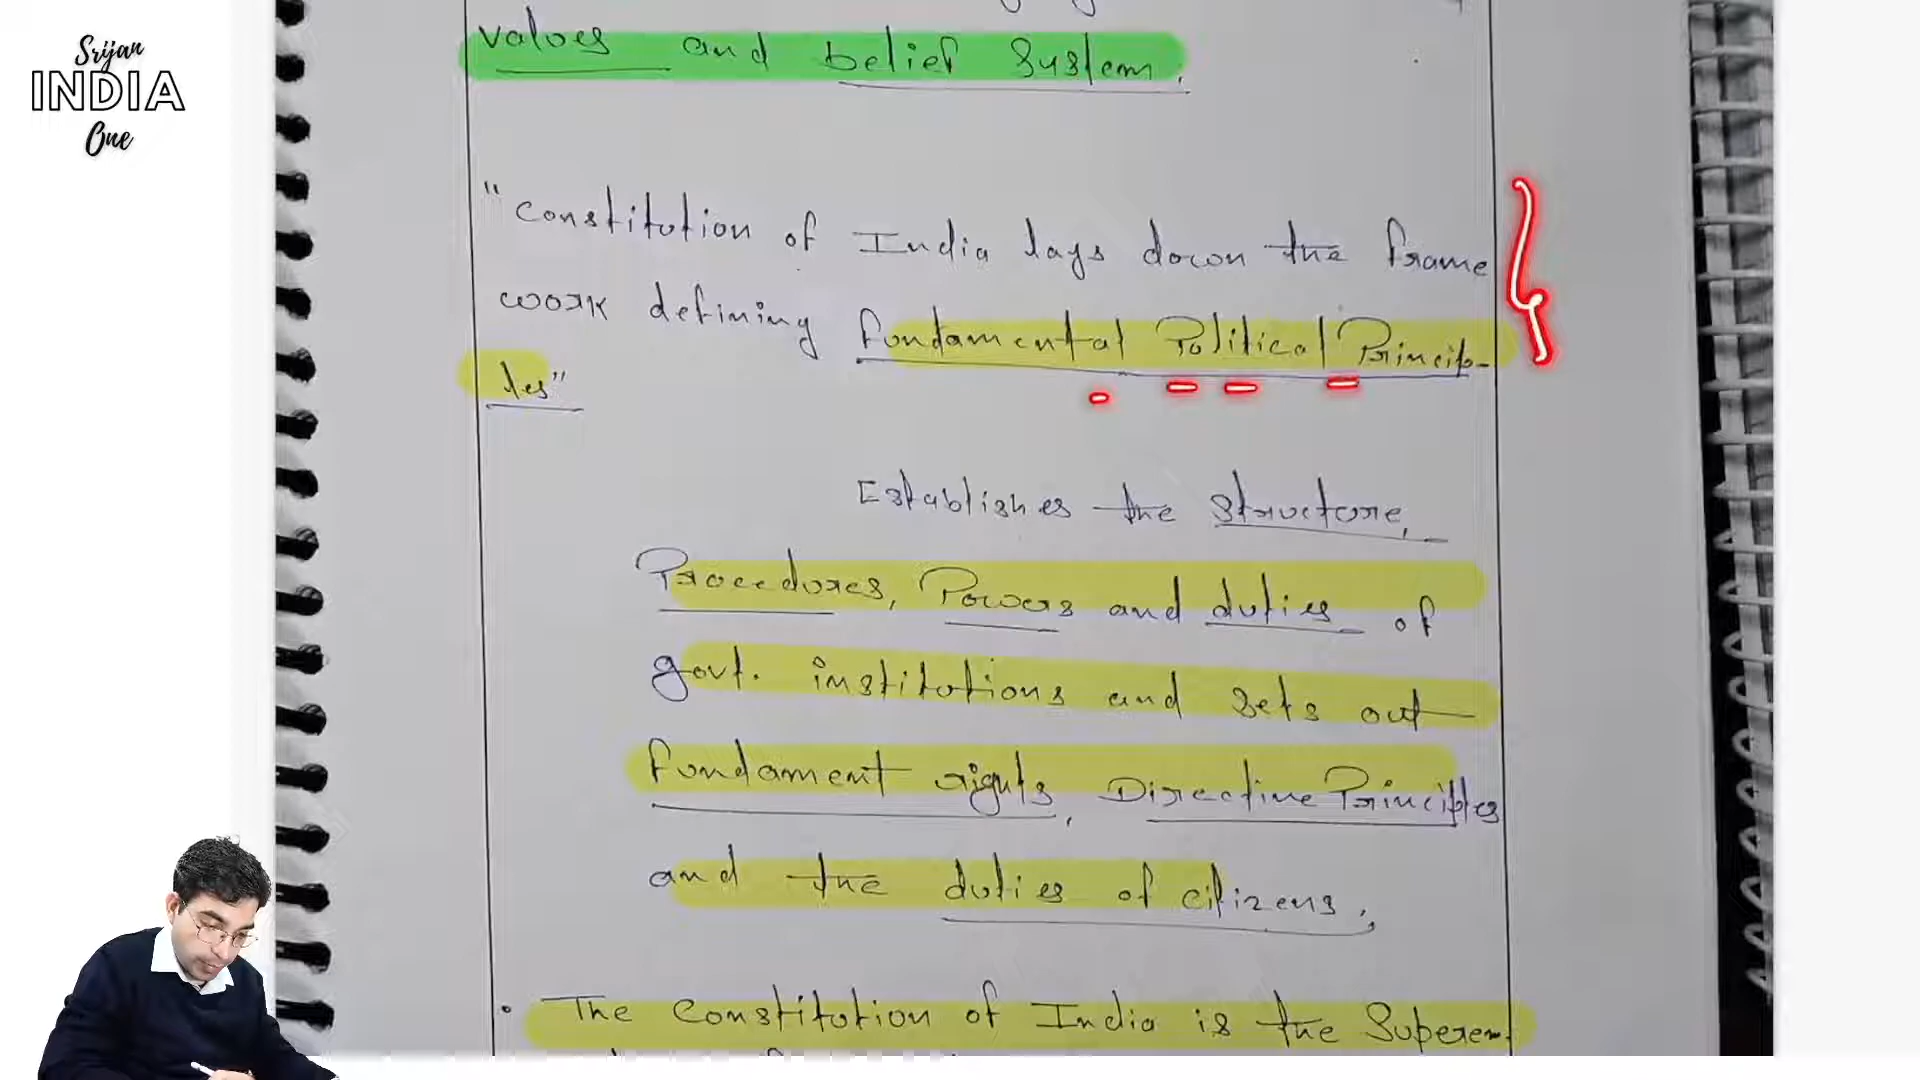 Srijan
INDIA
One
values and belief System.
"Constitution of India lays down the frame
work defining fundamental Political Princip-
les"
Establishes the structure,
Procedures, Powers and duties of
govt. institutions and sets out
fundament rights, Directive Principles
and the duties of citizens.
• The Constitution of India is the Superem